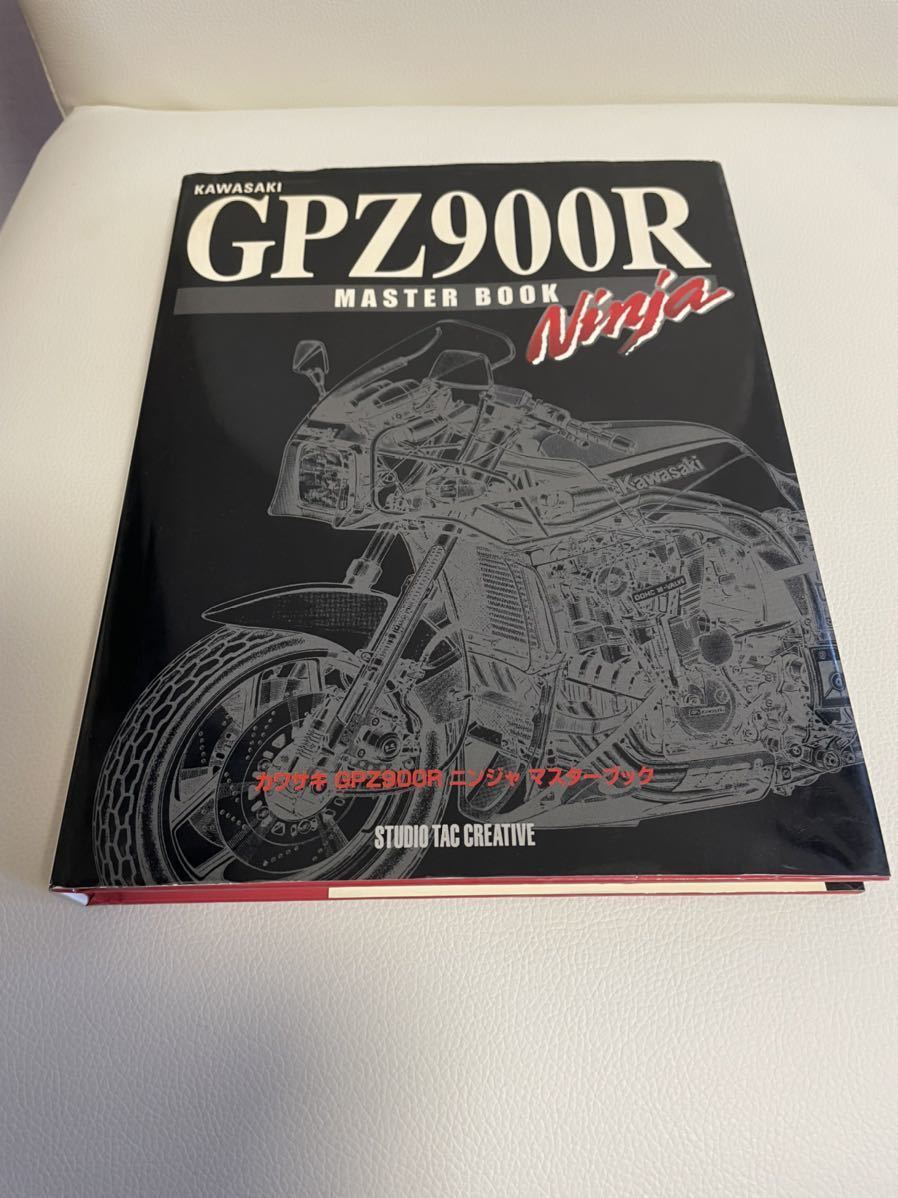 KAWASAKI
GPZ900R
MASTER BOOK
Ninja
Kawasaki
DOHC 16-VALVE
カワサキ GPZ900R ニンジャ マスターブック
STUDIO TAC CREATIVE